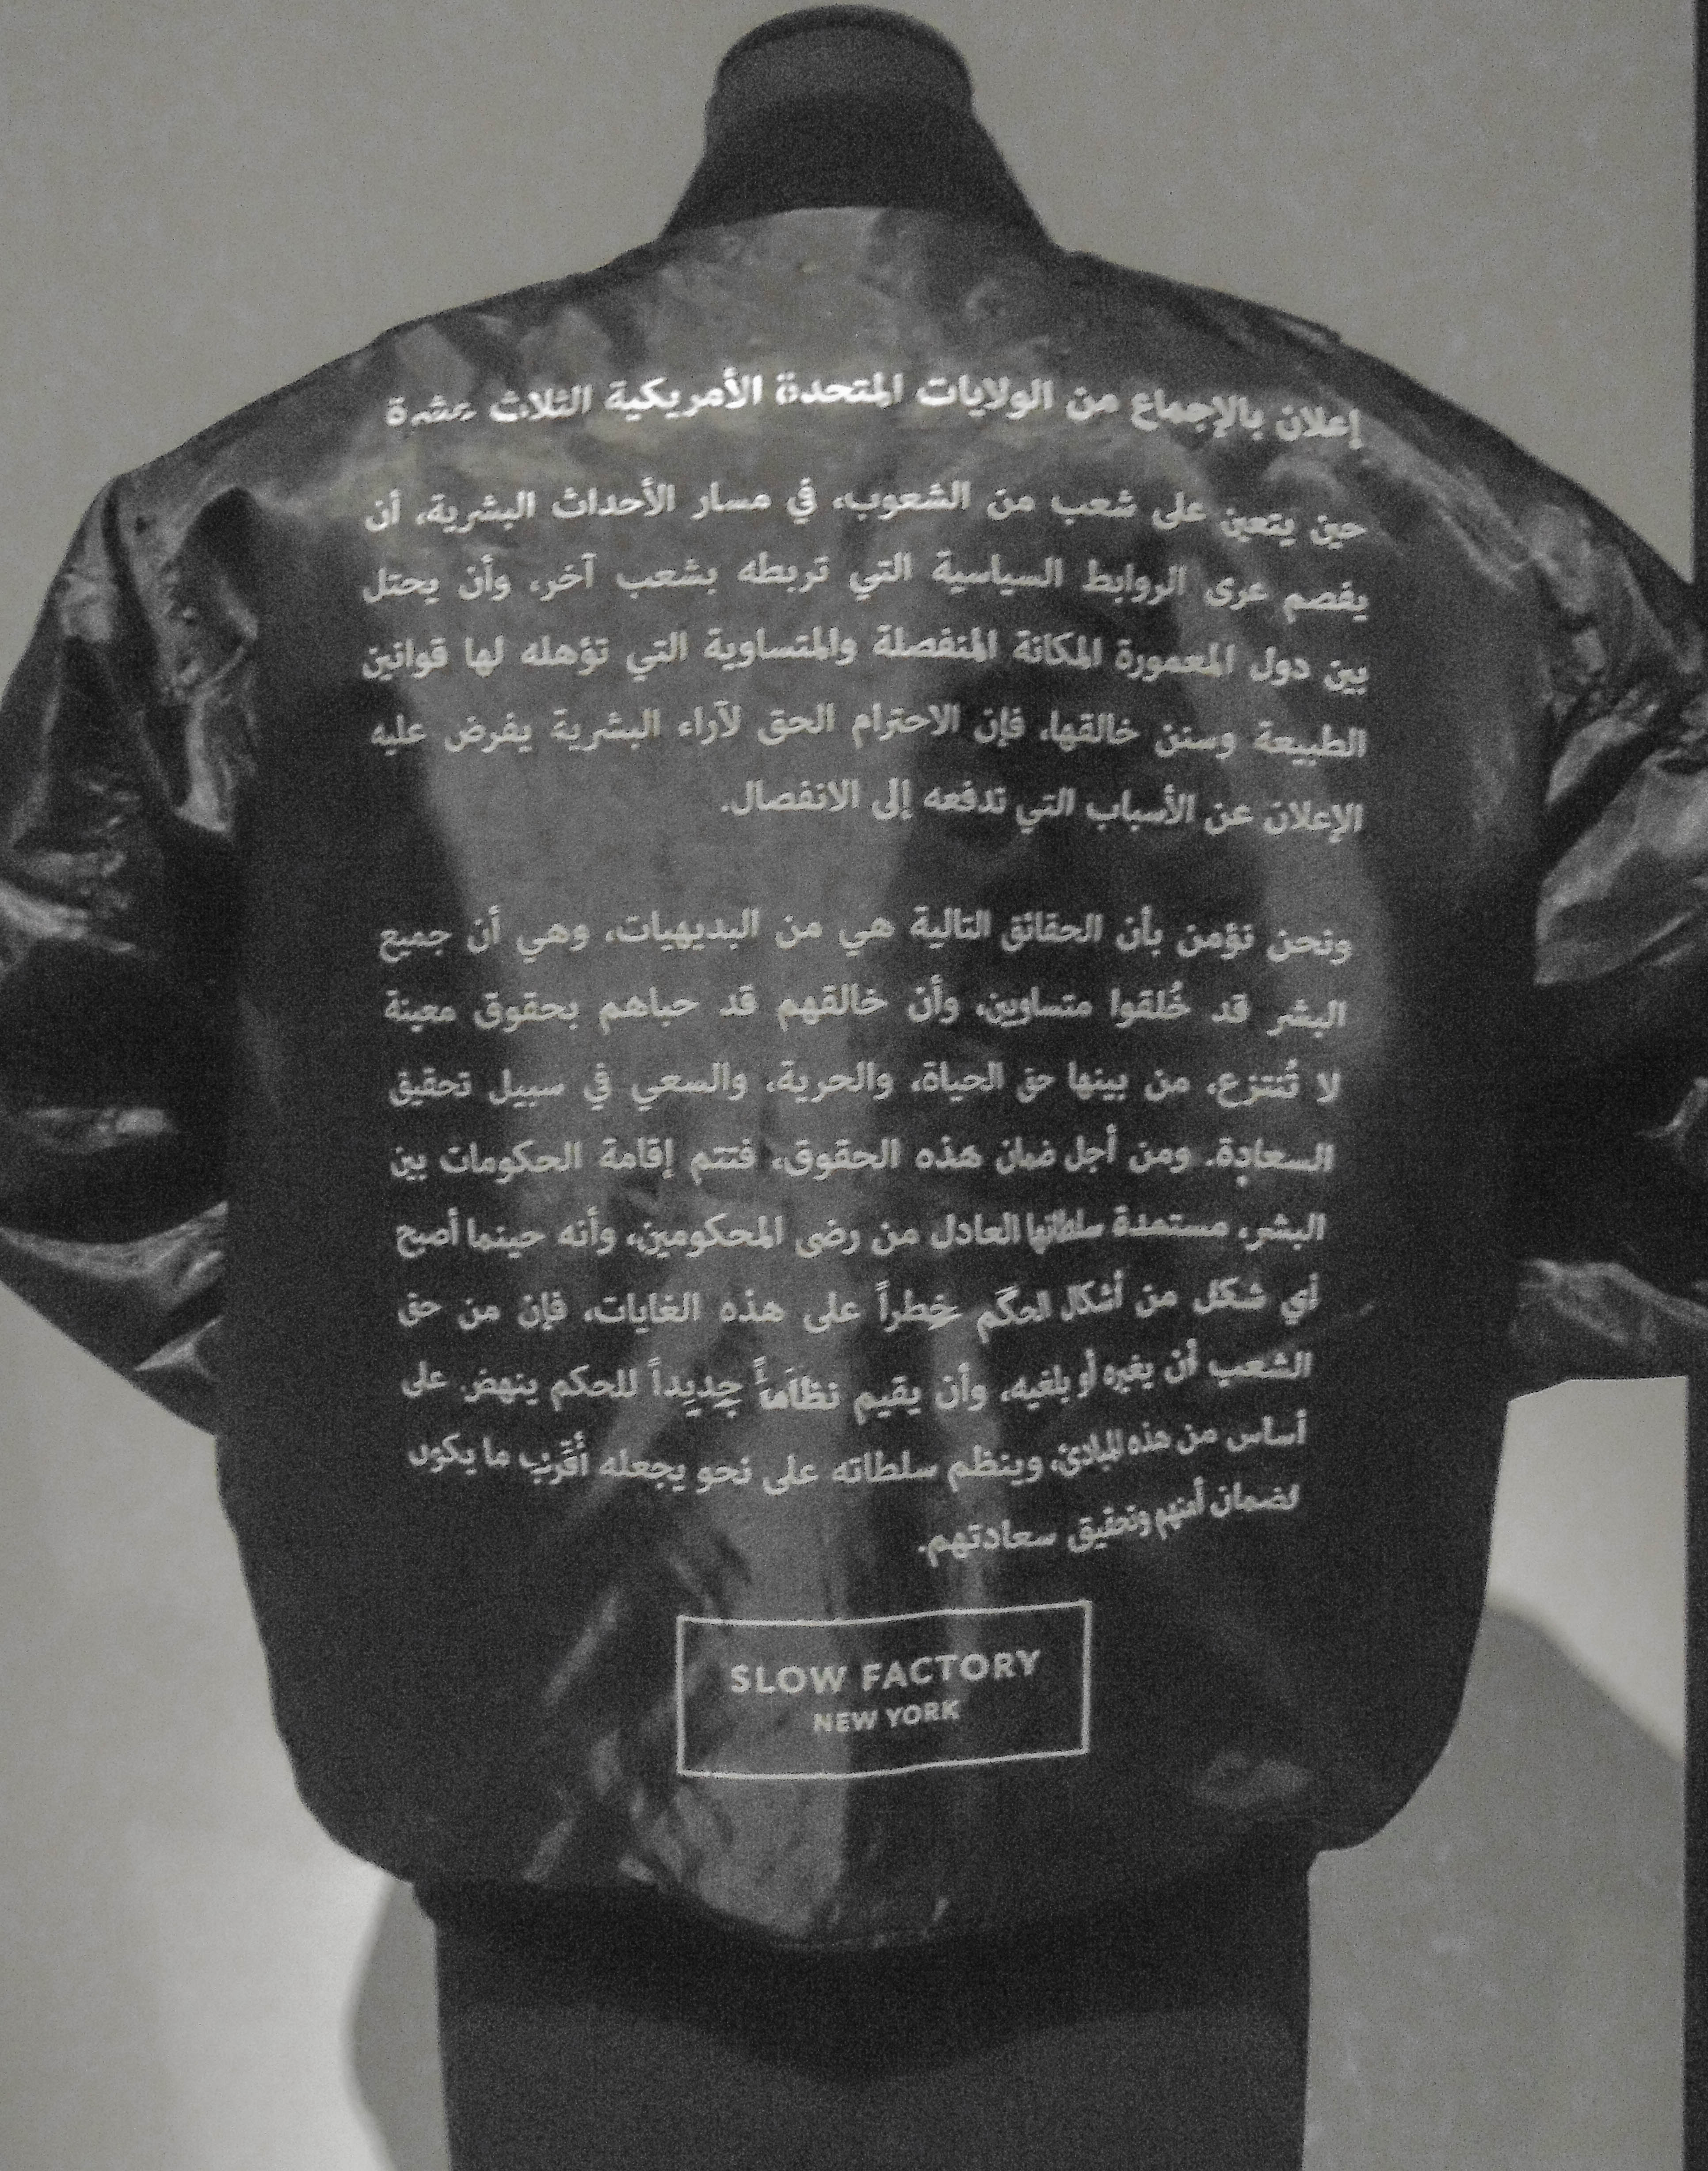 إعلان بالإجماع من الولايات المتحدة الأمريكية الثلاث عشرة
حين يتعين على شعب من الشعوب، في مسار الأحداث البشرية، أن
يفصم عرى الروابط السياسية التي تربطه بشعب آخر، وأن يحتل
بين دول المعمورة المكانة المنفصلة والمتساوية التي تؤهله لها قوانين
الطبيعة وسنن خالقها، فإن الاحترام الحق لآراء البشرية يفرض عليه
الإعلان عن الأسباب التي تدفعه إلى الانفصال.
ونحن نؤمن بأن الحقائق التالية هي من البديهيات، وهي أن جميع
البشر قد خُلقوا متساوين، وأن خالقهم قد حباهم بحقوق معينة
لا تُنتزع، من بينها حق الحياة، والحرية، والسعي في سبيل تحقيق
السعادة. ومن أجل ضمان هذه الحقوق، فتتم إقامة الحكومات بين
البشر، مستمدة سلطاتها العادل من رضى المحكومين، وأنه حينما أصبح
أي شكل من أشكال الحكم خطراً على هذه الغايات، فإن من حق
الشعب أن يغيره أو يلغيه، وأن يقيم نظاماً جديداً للحكم ينهض على
أساس من هذه المبادئ، وينظم سلطاته على نحو يجعله أقرب ما يكون
لضمان أمنهم وتحقيق سعادتهم.
SLOW FACTORY
NEW YORK